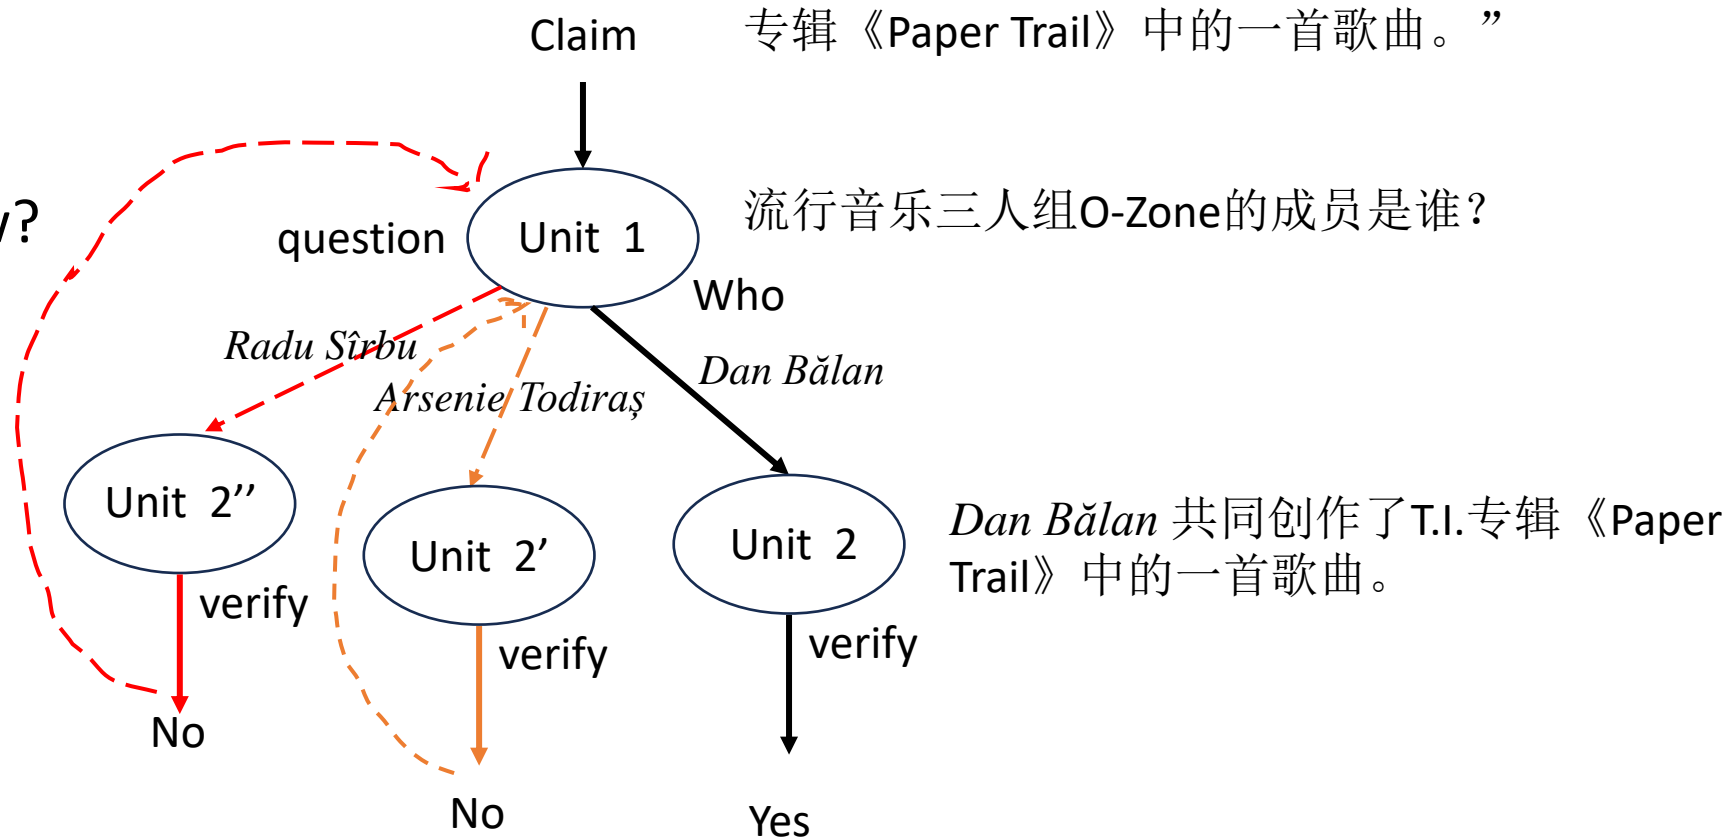 Claim
专辑《Paper Trail》中的一首歌曲。”
y?
question
Unit 1
流行音乐三人组O-Zone的成员是谁？
Who
Radu Sîrbu
Arsenie Todiraș
Dan Bălan
Unit 2''
Unit 2'
Unit 2
Dan Bălan 共同创作了T.I.专辑《Paper
Trail》中的一首歌曲。
verify
verify
verify
No
No
Yes